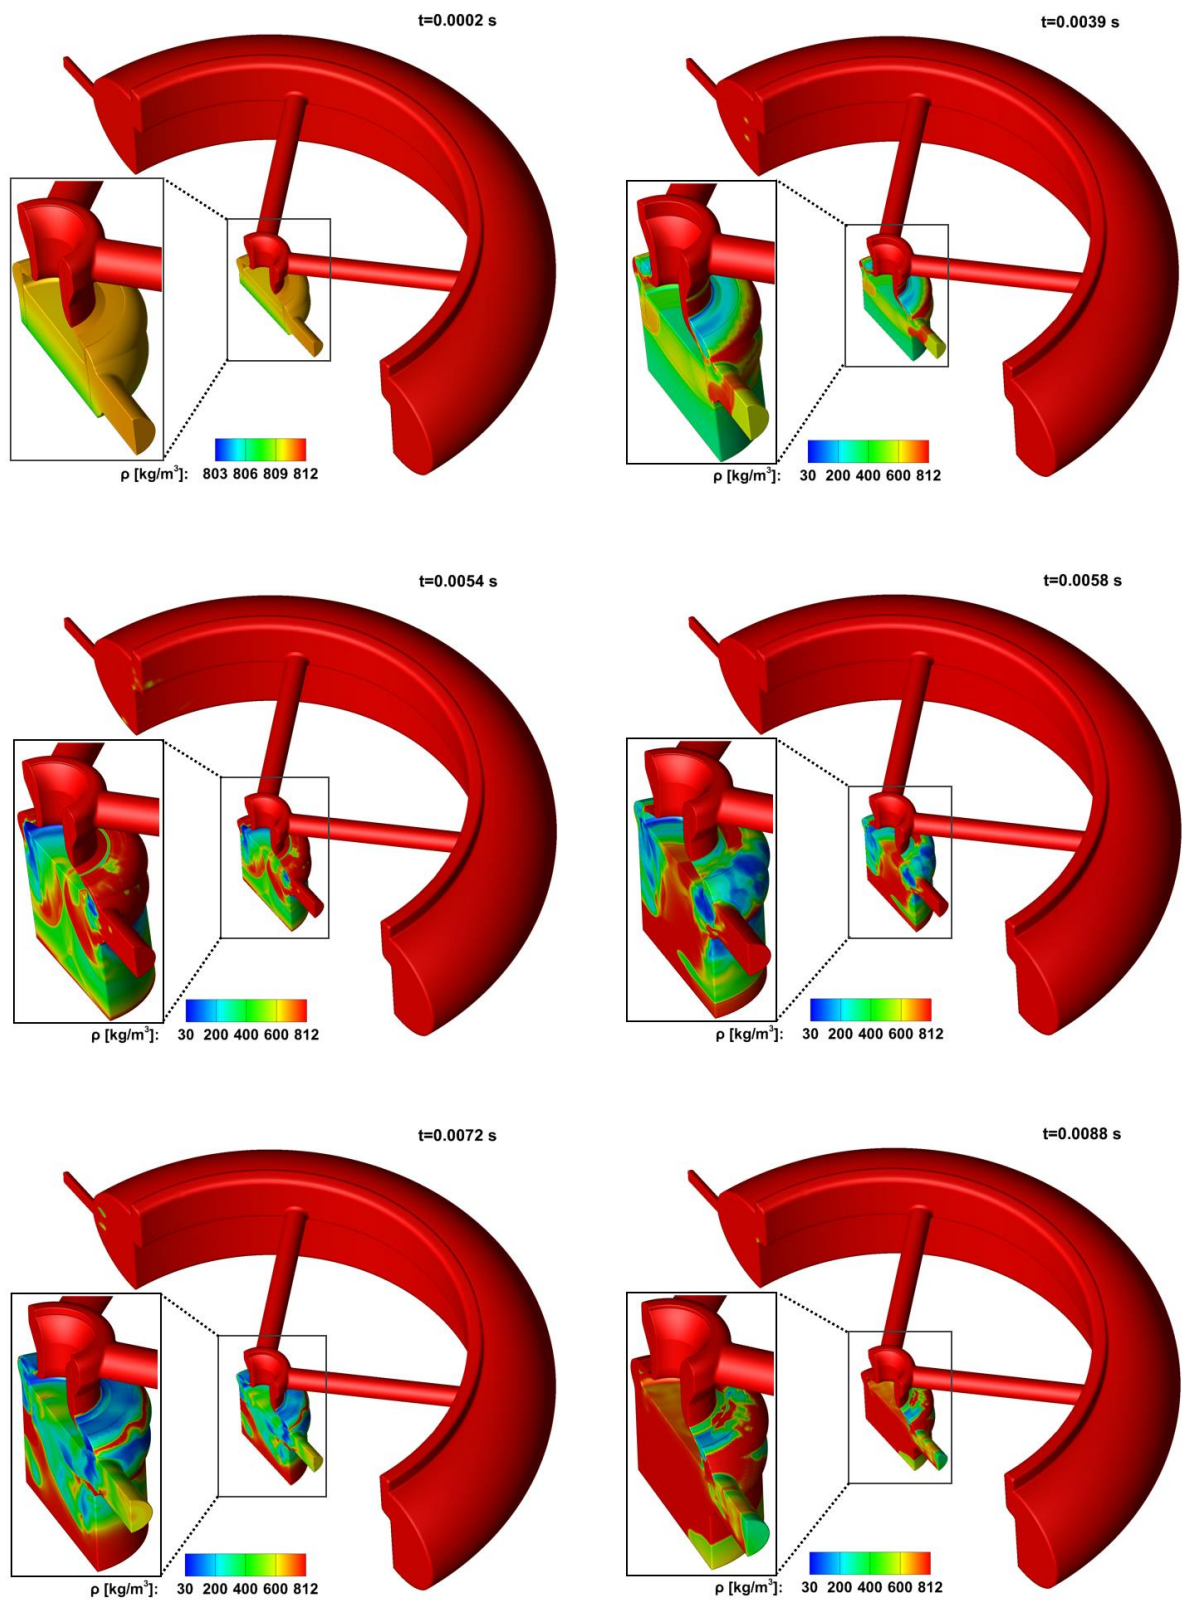 t=0.0002 s
t=0.0039 s
ρ [kg/m³]: 803 806 809 812
ρ [kg/m³]: 30 200 400 600 812
t=0.0054 s
t=0.0058 s
ρ [kg/m³]: 30 200 400 600 812
ρ [kg/m³]: 30 200 400 600 812
t=0.0072 s
t=0.0088 s
ρ [kg/m³]: 30 200 400 600 812
ρ [kg/m³]: 30 200 400 600 812